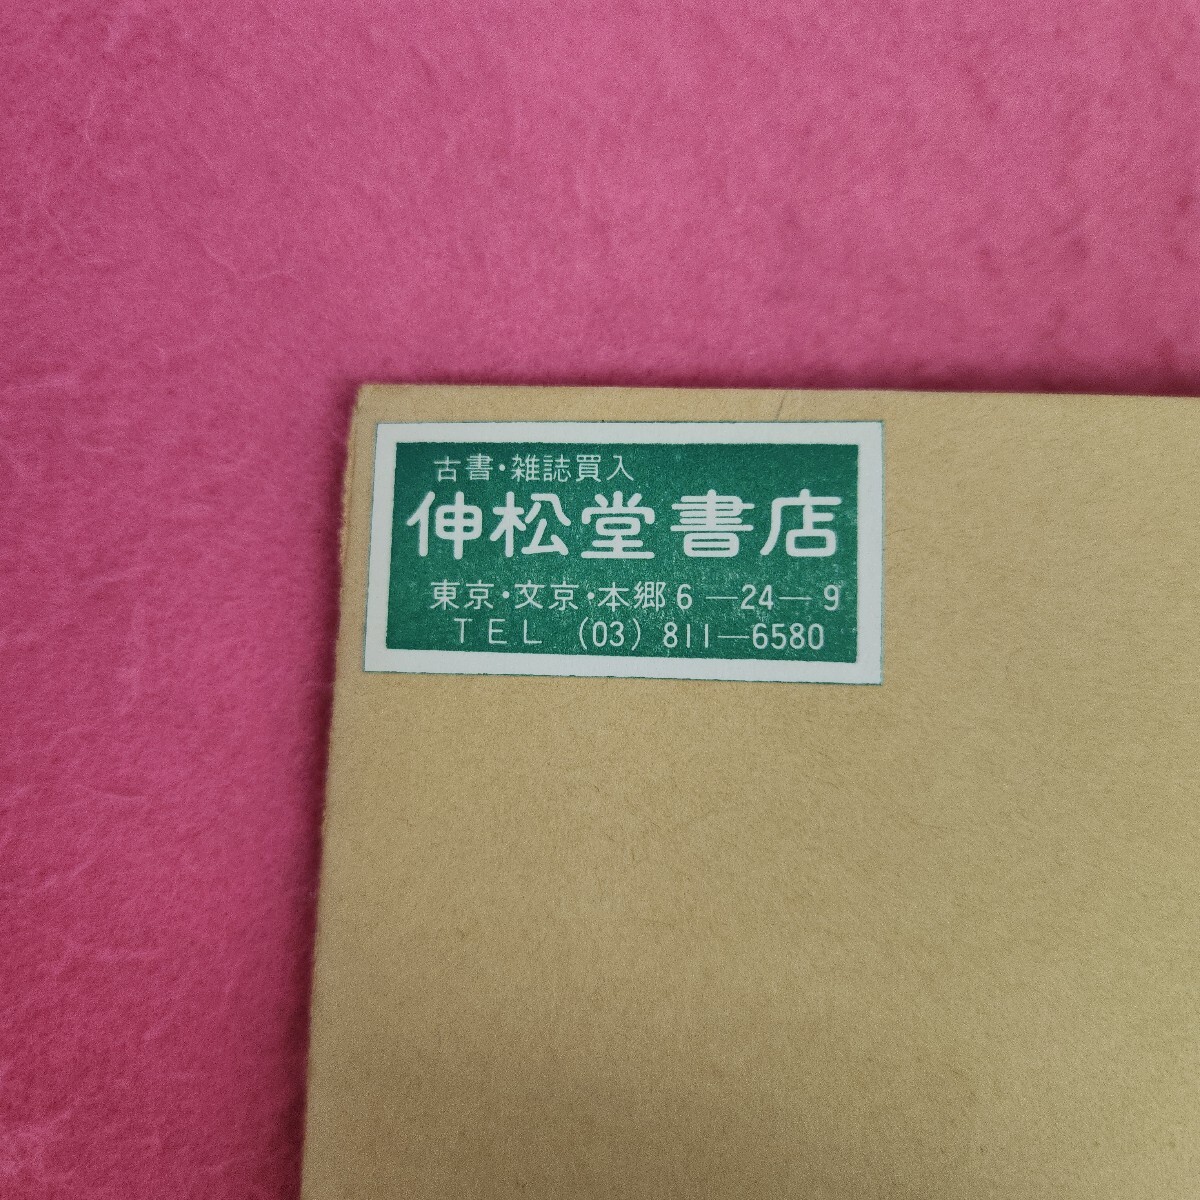 古書・雑誌買入
伸松堂書店
東京・文京・本郷6—24—9
TEL (03) 811—6580